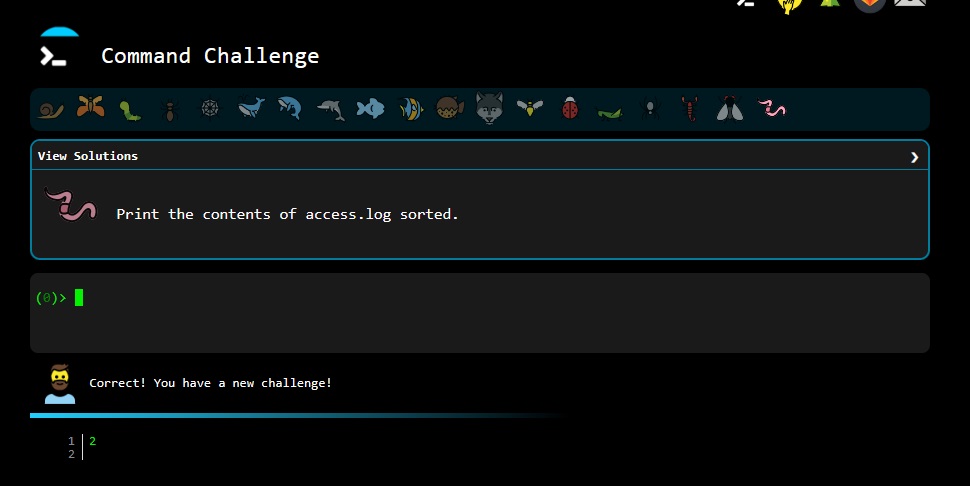 Command Challenge
View Solutions
Print the contents of access.log sorted.
(0)>
Correct! You have a new challenge!
1 2
2